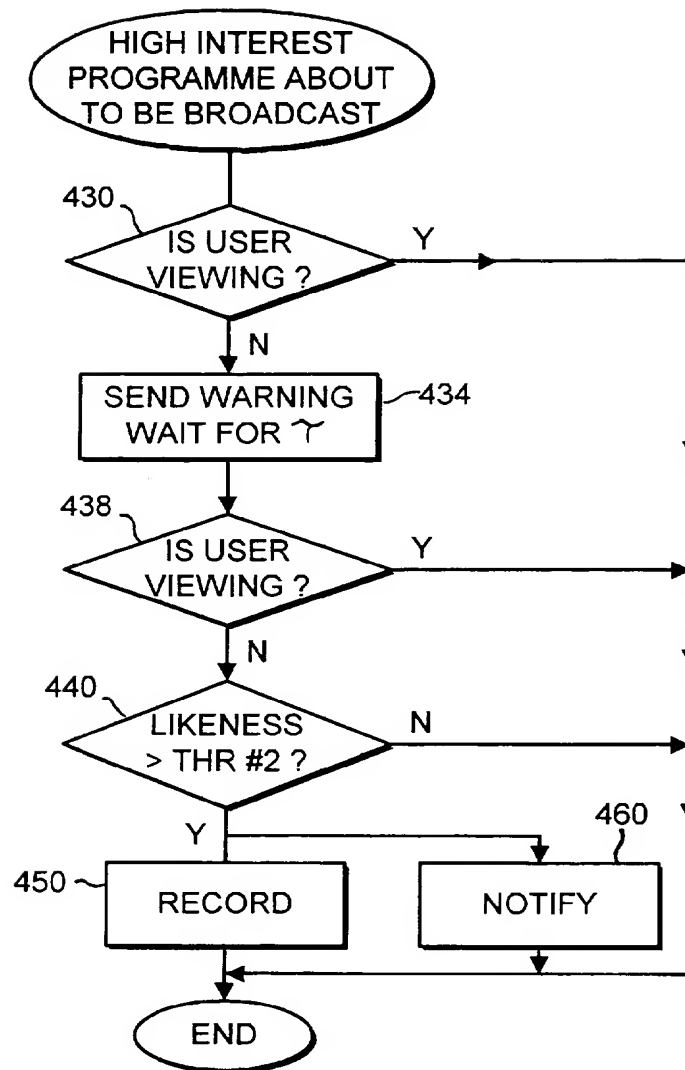 HIGH INTEREST
PROGRAMME ABOUT
TO BE BROADCAST
430
IS USER
VIEWING ?
Y
N
SEND WARNING
WAIT FOR τ
434
438
IS USER
VIEWING ?
Y
N
440
LIKENESS
> THR #2 ?
N
Y
460
450
RECORD
NOTIFY
END